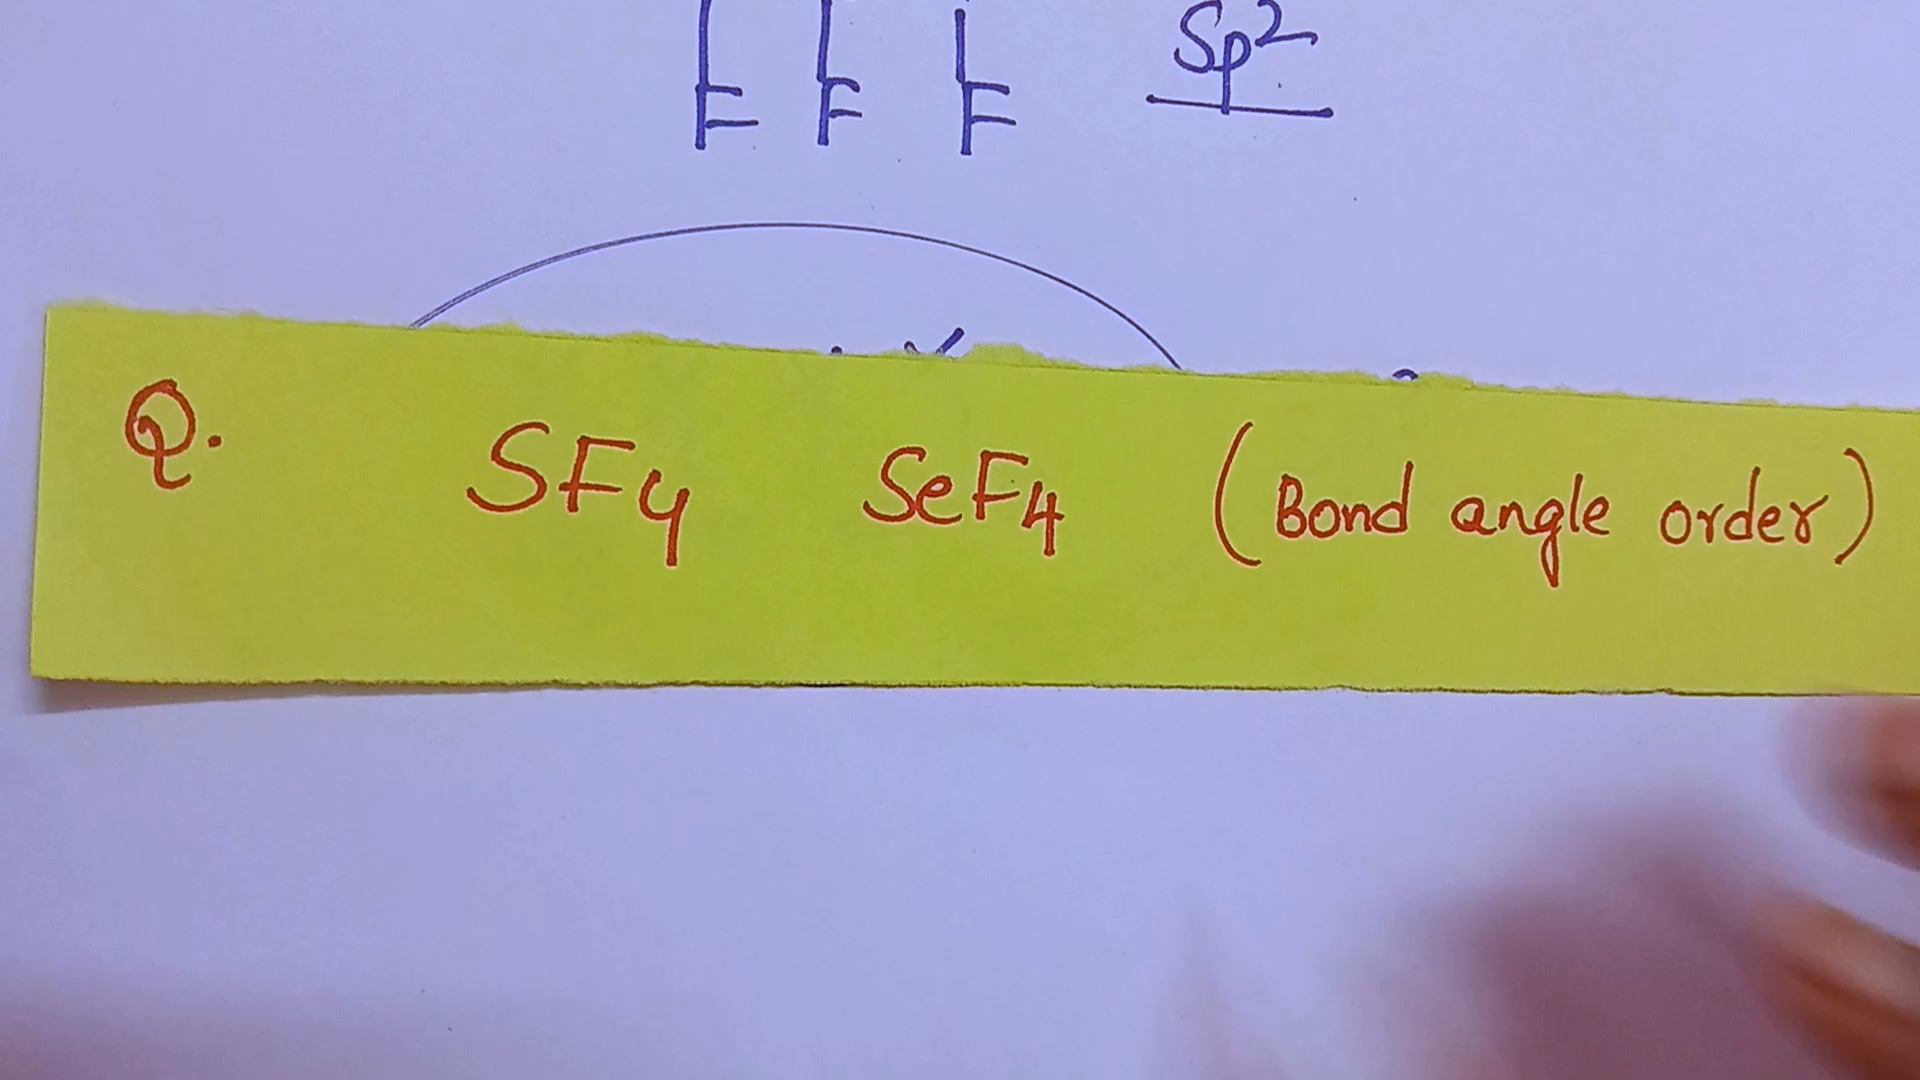 F F F Sp²
Q. SF₄ SeF₄ (Bond angle order)